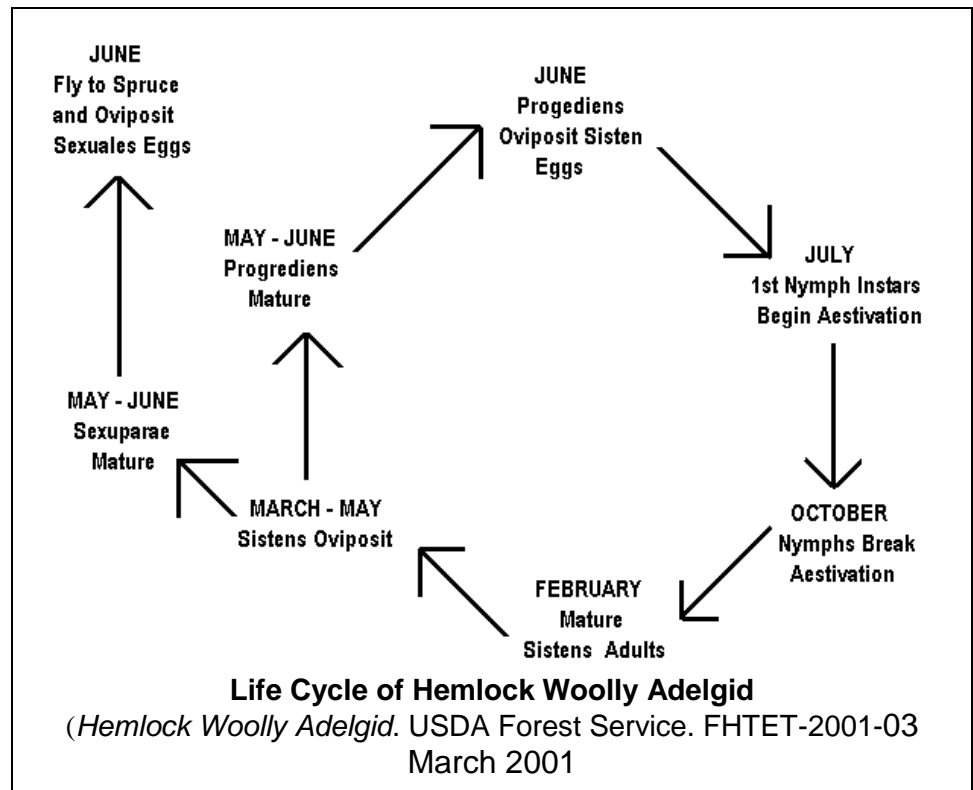 JUNE
Fly to Spruce
and Oviposit
Sexuales Eggs
JUNE
Progediens
Oviposit Sisten
Eggs
MAY - JUNE
Progrediens
Mature
JULY
1st Nymph Instars
Begin Aestivation
MAY - JUNE
Sexuparae
Mature
MARCH - MAY
Sistens Oviposit
OCTOBER
Nymphs Break
Aestivation
FEBRUARY
Mature
Sistens Adults
Life Cycle of Hemlock Woolly Adelgid
(Hemlock Woolly Adelgid. USDA Forest Service. FHTET-2001-03
March 2001